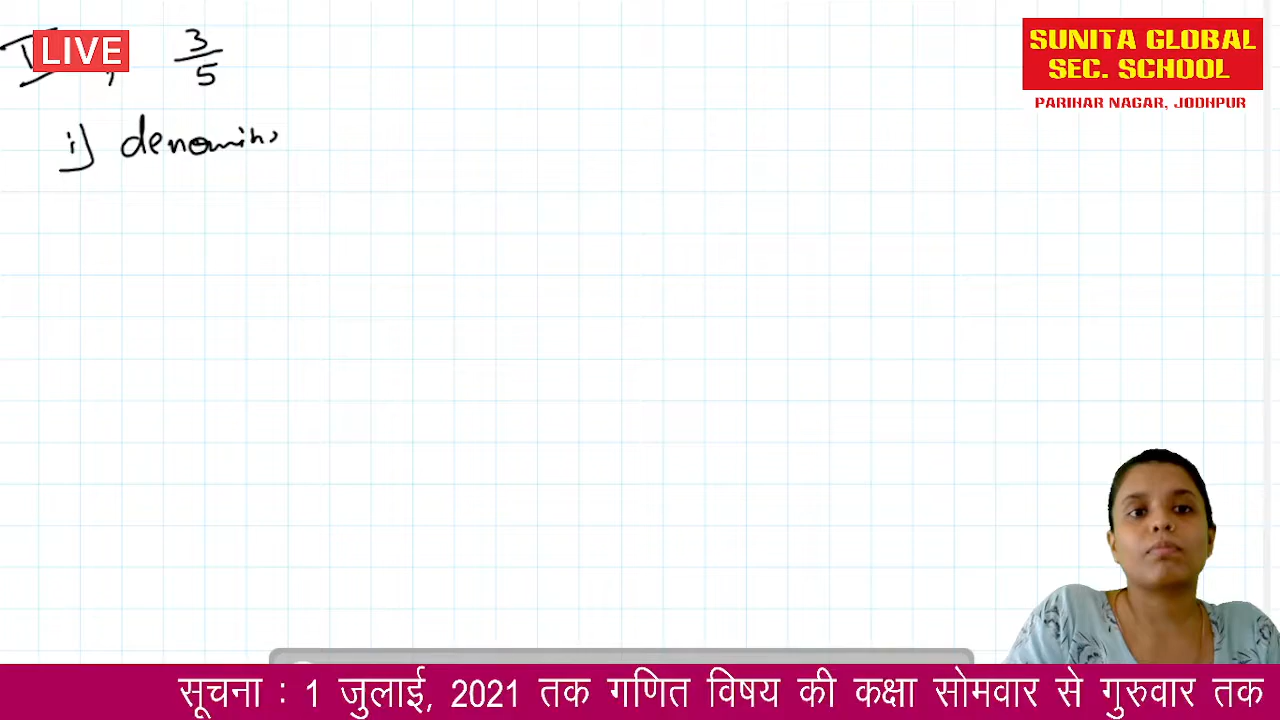 LIVE
3
5
i) denomin
SUNITA GLOBAL
SEC. SCHOOL
PARIHAR NAGAR, JODHPUR
सूचना : 1 जुलाई, 2021 तक गणित विषय की कक्षा सोमवार से गुरुवार तक